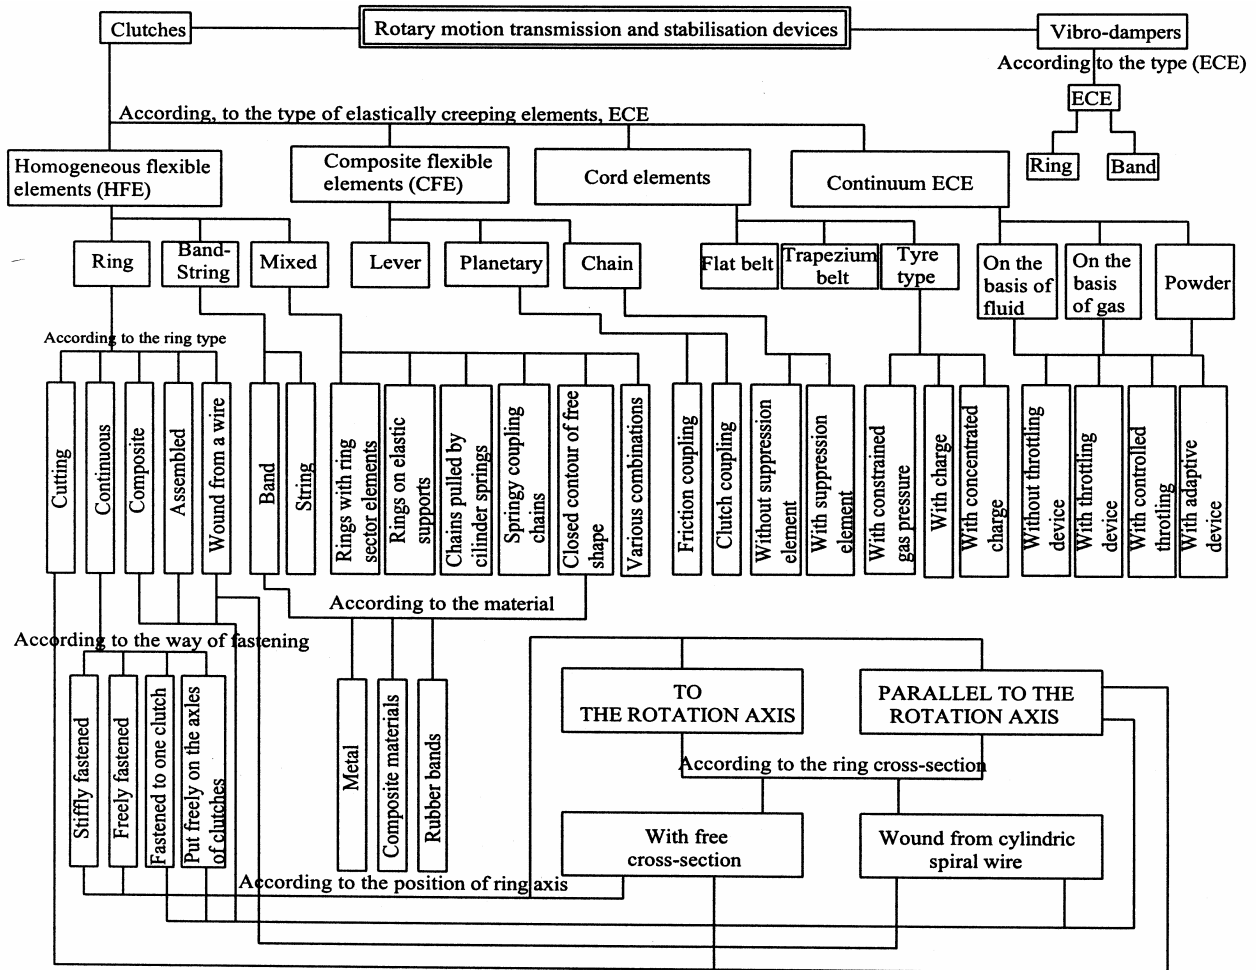 Clutches
Rotary motion transmission and stabilisation devices
Vibro-dampers
According to the type (ECE)
ECE
Ring
Band
According, to the type of elastically creeping elements, ECE
Homogeneous flexible
elements (HFE)
Composite flexible
elements (CFE)
Cord elements
Continuum ECE
Ring
Band-
String
Mixed
Lever
Planetary
Chain
Flat belt
Trapezium
belt
Tyre
type
On the
basis of
fluid
On the
basis
of gas
Powder
According to the ring type
Cutting
Continuous
Composite
Assembled
Wound from a wire
Band
String
Rings with ring
sector elements
Rings on elastic
supports
Chains pulled by
cilinder springs
Springy coupling
chains
Closed contour of free
shape
Various combinations
Friction coupling
Clutch coupling
Without suppression
element
With suppression
element
With constrained
gas pressure
With charge
With concentrated
charge
Without throttling
device
With throttling
device
With controlled
throtling
With adaptive
device
According to the material
According to the way of fastening
Stiffly fastened
Freely fastened
Fastened to one clutch
Put freely on the axles
of clutches
Metal
Composite materials
Rubber bands
TO
THE ROTATION AXIS
PARALLEL TO THE
ROTATION AXIS
According to the ring cross-section
With free
cross-section
Wound from cylindric
spiral wire
According to the position of ring axis